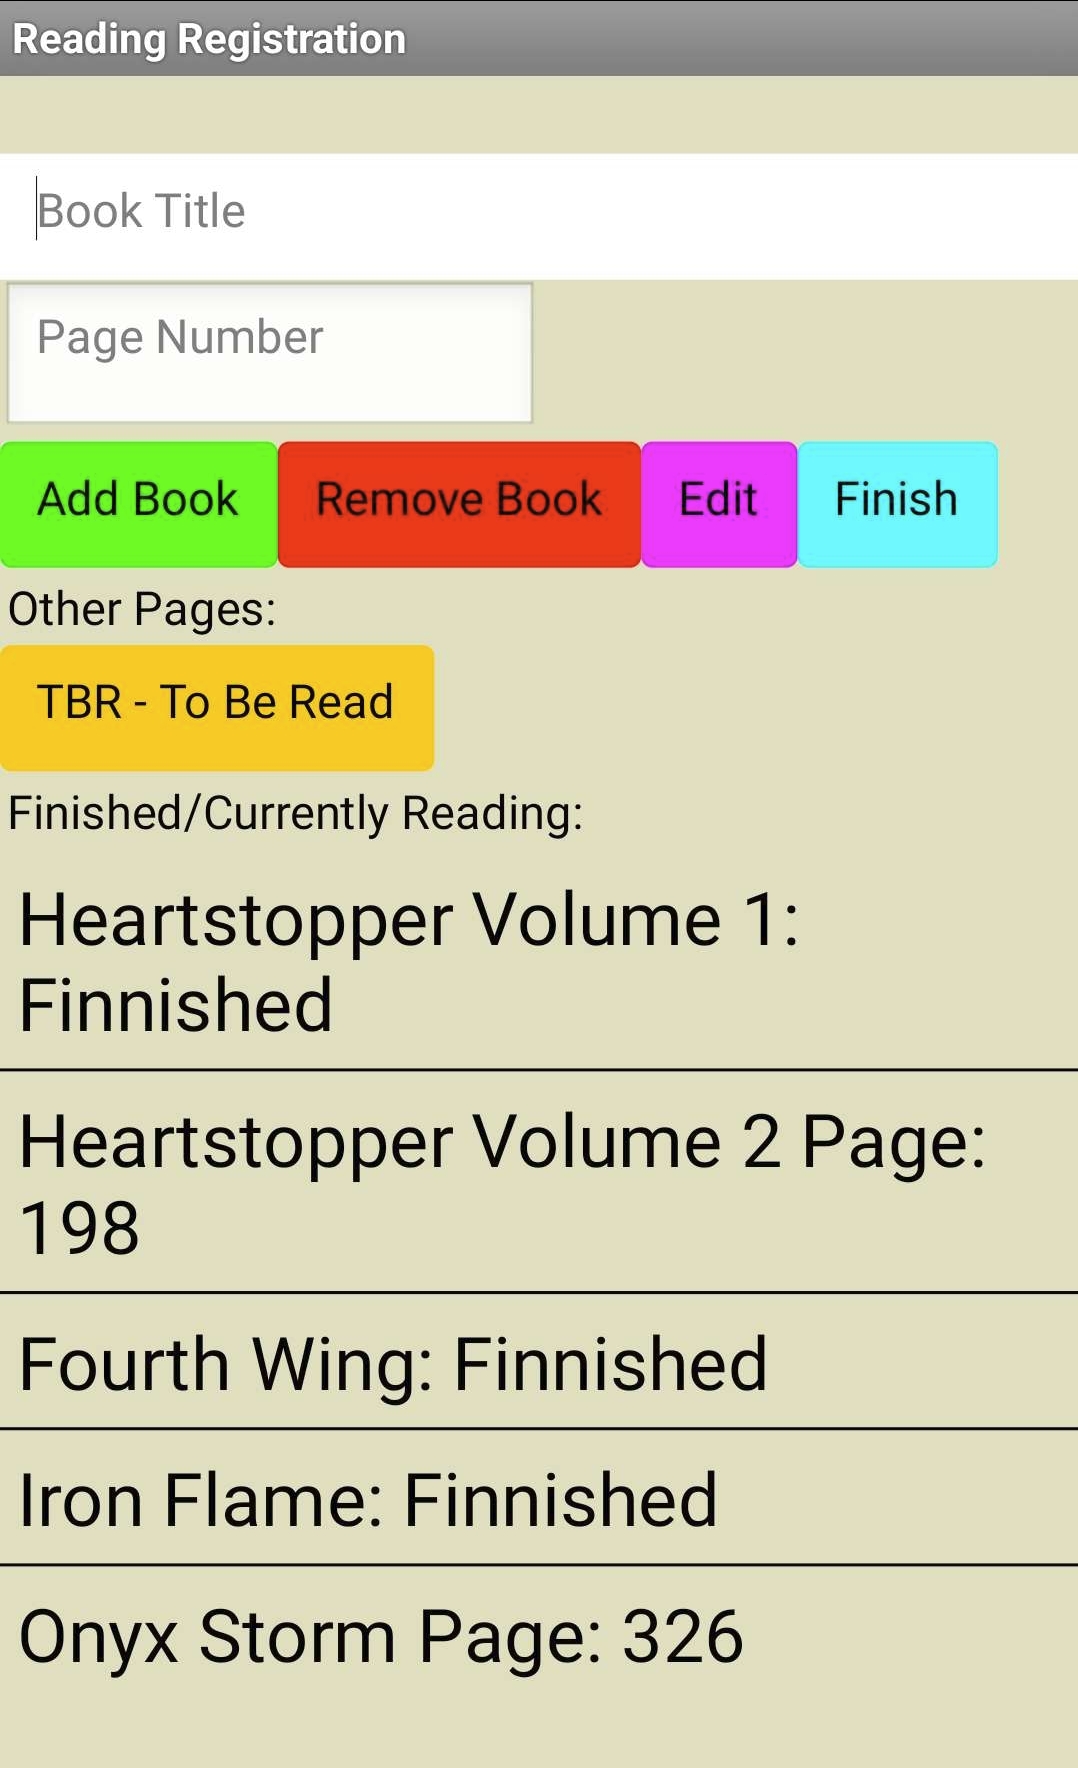 Reading Registration
Book Title
Page Number
Add Book Remove Book Edit Finish
Other Pages:
TBR - To Be Read
Finished/Currently Reading:
Heartstopper Volume 1:
Finnished
Heartstopper Volume 2 Page:
198
Fourth Wing: Finnished
Iron Flame: Finnished
Onyx Storm Page: 326